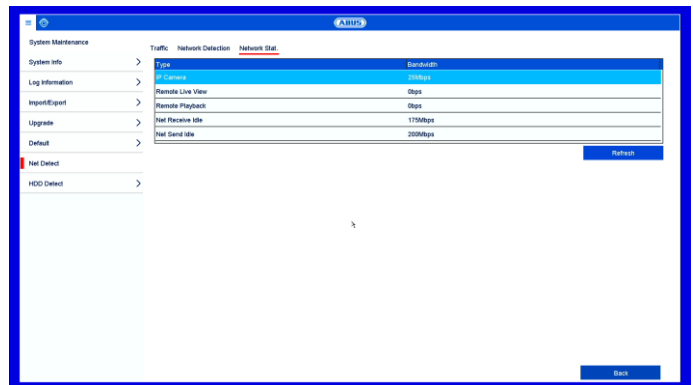 ABUS
System Maintenance
System Info
Log Information
Import/Export
Upgrade
Default
Net Detect
HDD Detect
Traffic Network Detection Network Stat.
Type Bandwidth
IP Camera 25Mbps
Remote Live View 0bps
Remote Playback 0bps
Net Receive Idle 175Mbps
Net Send Idle 200Mbps
Refresh
Back